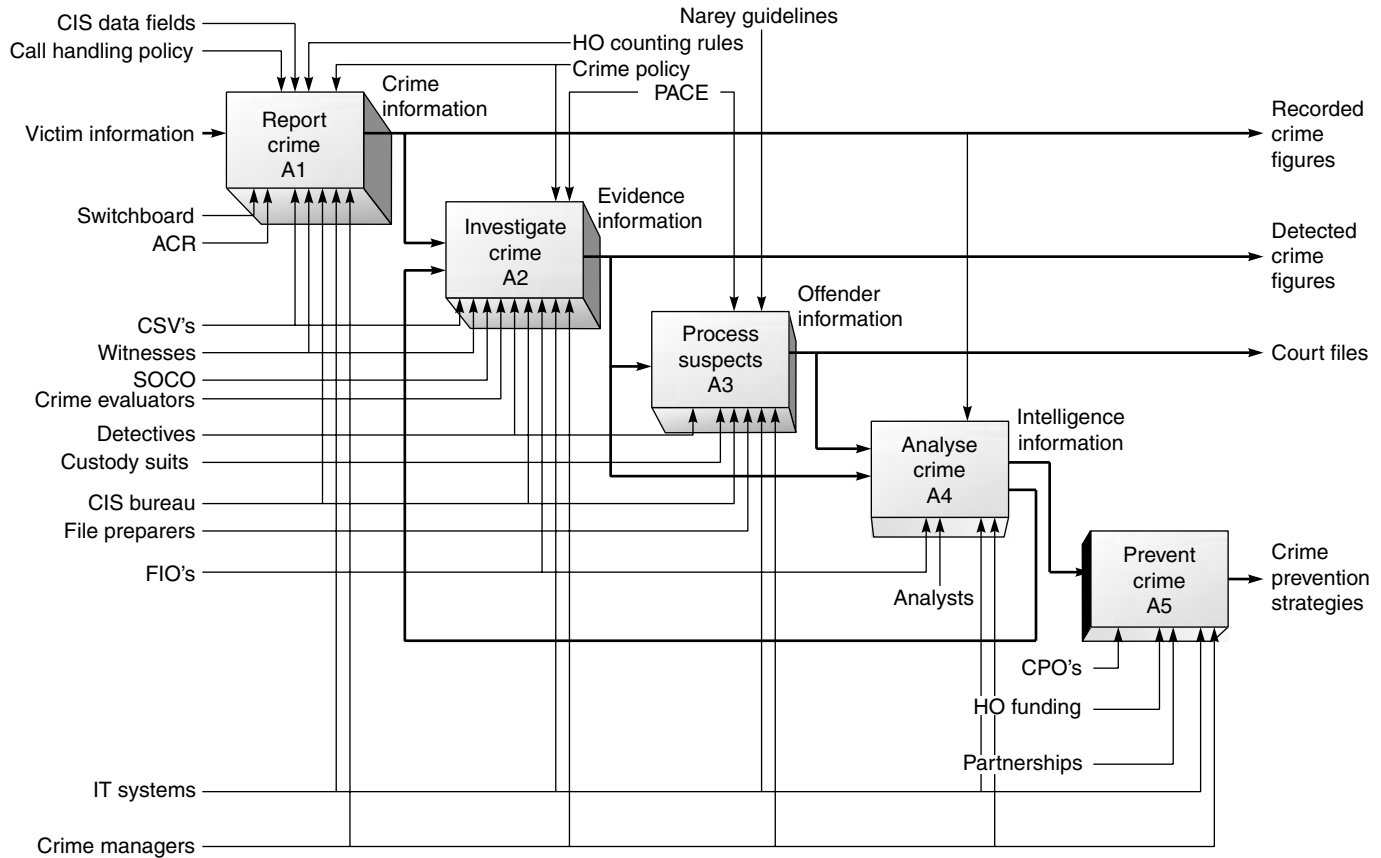 Narey guidelines
CIS data fields
HO counting rules
Call handling policy
Crime policy
Crime
information
PACE
Report
crime
A1
Victim information
Recorded
crime
figures
Switchboard
ACR
Evidence
information
Investigate
crime
A2
Detected
crime
figures
CSV's
Witnesses
SOCO
Crime evaluators
Detectives
Custody suits
CIS bureau
File preparers
FIO's
Offender
information
Process
suspects
A3
Court files
Intelligence
information
Analyse
crime
A4
Analysts
Prevent
crime
A5
Crime
prevention
strategies
CPO's
HO funding
Partnerships
IT systems
Crime managers